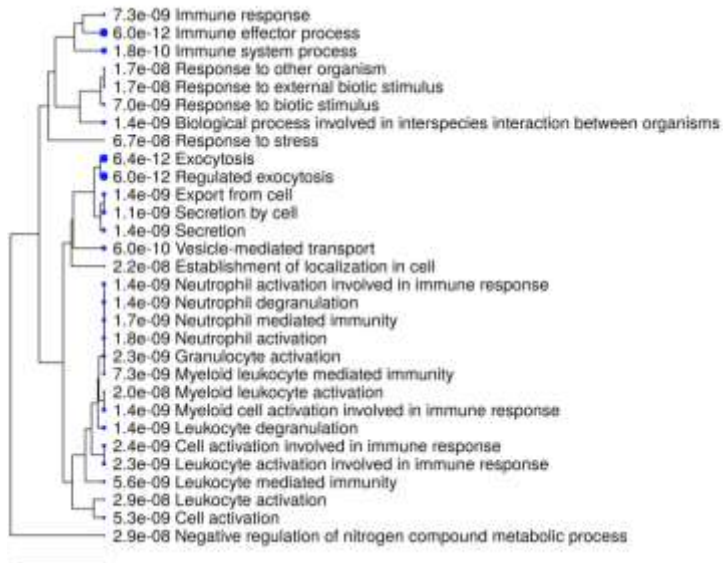 7.3e-09 Immune response
6.0e-12 Immune effector process
1.8e-10 Immune system process
1.7e-08 Response to other organism
1.7e-08 Response to external biotic stimulus
7.0e-09 Response to biotic stimulus
1.4e-09 Biological process involved in interspecies interaction between organisms
6.7e-08 Response to stress
6.4e-12 Exocytosis
6.0e-12 Regulated exocytosis
1.4e-09 Export from cell
1.1e-09 Secretion by cell
1.4e-09 Secretion
6.0e-10 Vesicle-mediated transport
2.2e-08 Establishment of localization in cell
1.4e-09 Neutrophil activation involved in immune response
1.4e-09 Neutrophil degranulation
1.7e-09 Neutrophil mediated immunity
1.8e-09 Neutrophil activation
2.3e-09 Granulocyte activation
7.3e-09 Myeloid leukocyte mediated immunity
2.0e-08 Myeloid leukocyte activation
1.4e-09 Myeloid cell activation involved in immune response
1.4e-09 Leukocyte degranulation
2.4e-09 Cell activation involved in immune response
2.3e-09 Leukocyte activation involved in immune response
5.6e-09 Leukocyte mediated immunity
2.9e-08 Leukocyte activation
5.3e-09 Cell activation
2.9e-08 Negative regulation of nitrogen compound metabolic process